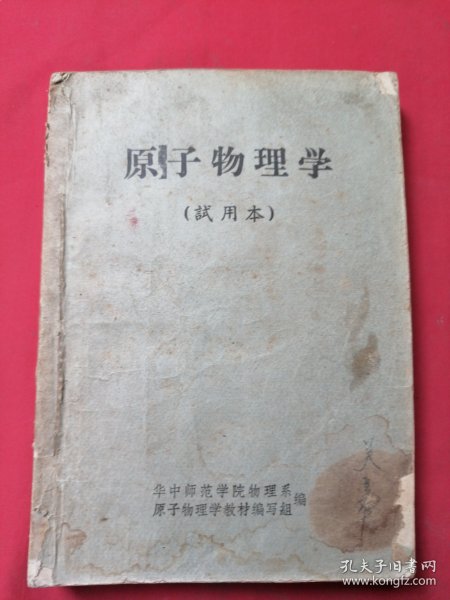 原子物理学
(試用本)
华中师范学院物理系
原子物理学教材编写组 编
孔夫子旧书网
www.kongfz.com